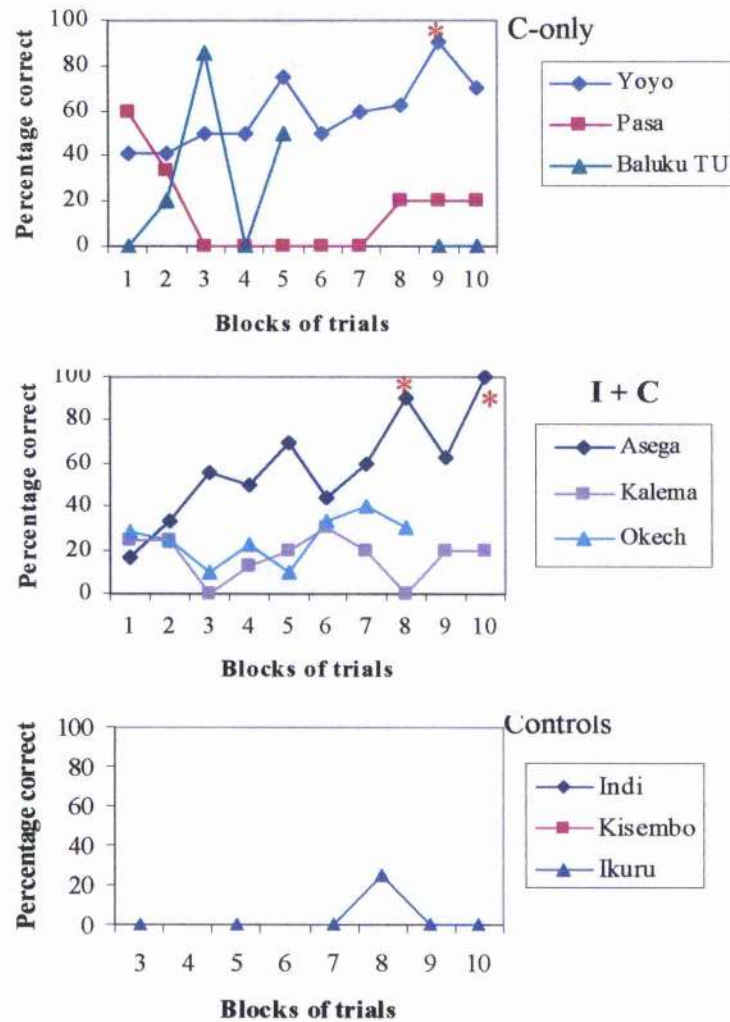 C-only
Percentage correct
100
80
60
40
20
0
1 2 3 4 5 6 7 8 9 10
Blocks of trials
Yoyo
Pasa
Baluku TU
*
I + C
Percentage correct
100
80
60
40
20
0
1 2 3 4 5 6 7 8 9 10
Blocks of trials
Asega
Kalema
Okech
*
*
Controls
Percentage correct
100
80
60
40
20
0
3 4 5 6 7 8 9 10
Blocks of trials
Indi
Kisembo
Ikuru